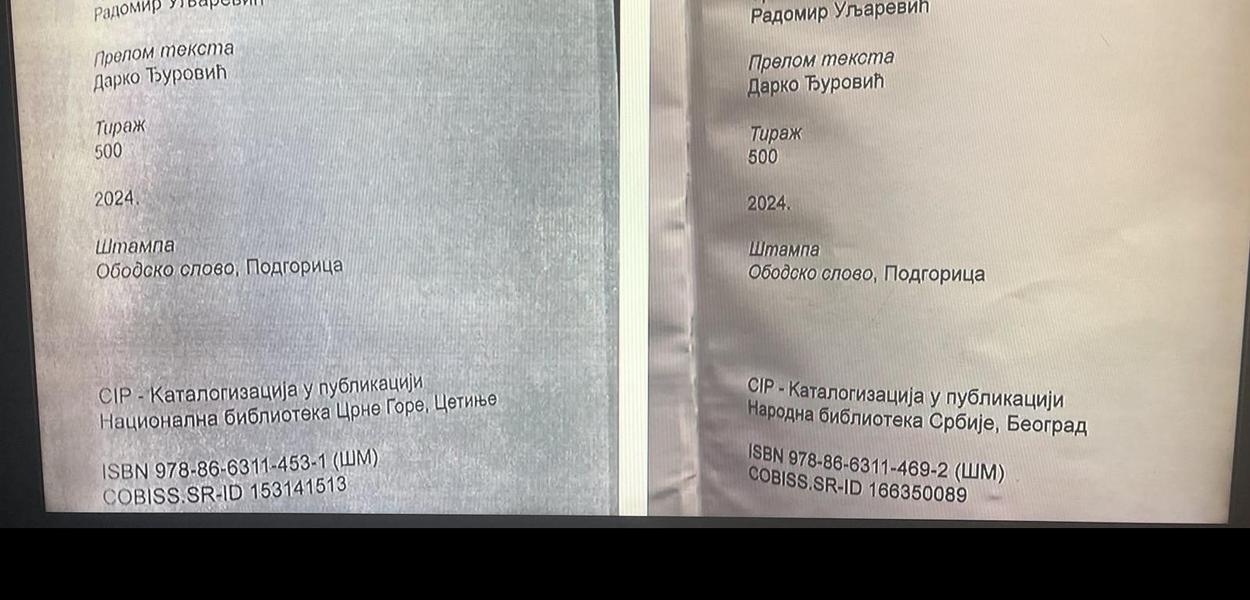 Радомир Уљаревић
Прелом текста
Дарко Ђуровић
Тираж
500
2024.
Штампа
Ободско слово, Подгорица
CIP - Каталогизација у публикацији
Национална библиотека Црне Горе, Цетиње
ISBN 978-86-6311-453-1 (ШМ)
COBISS.SR-ID 153141513
Радомир Уљаревић
Прелом текста
Дарко Ђуровић
Тираж
500
2024.
Штампа
Ободско слово, Подгорица
CIP - Каталогизација у публикацији
Народна библиотека Србије, Београд
ISBN 978-86-6311-469-2 (ШМ)
COBISS.SR-ID 166350089